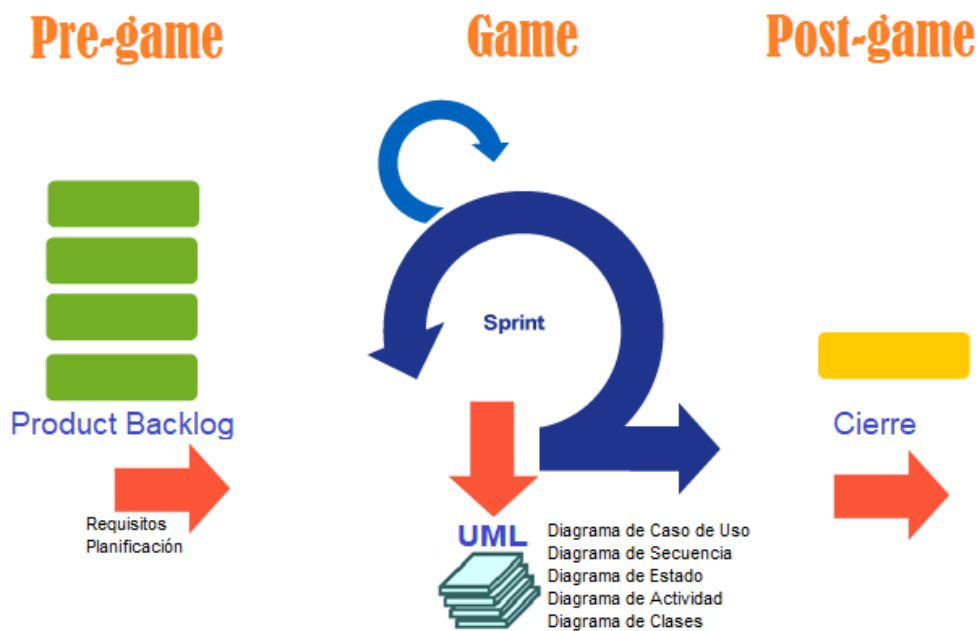 Pre-game
Game
Post-game
Sprint
Product Backlog
Cierre
Requisitos
Planificación
UML
Diagrama de Caso de Uso
Diagrama de Secuencia
Diagrama de Estado
Diagrama de Actividad
Diagrama de Clases